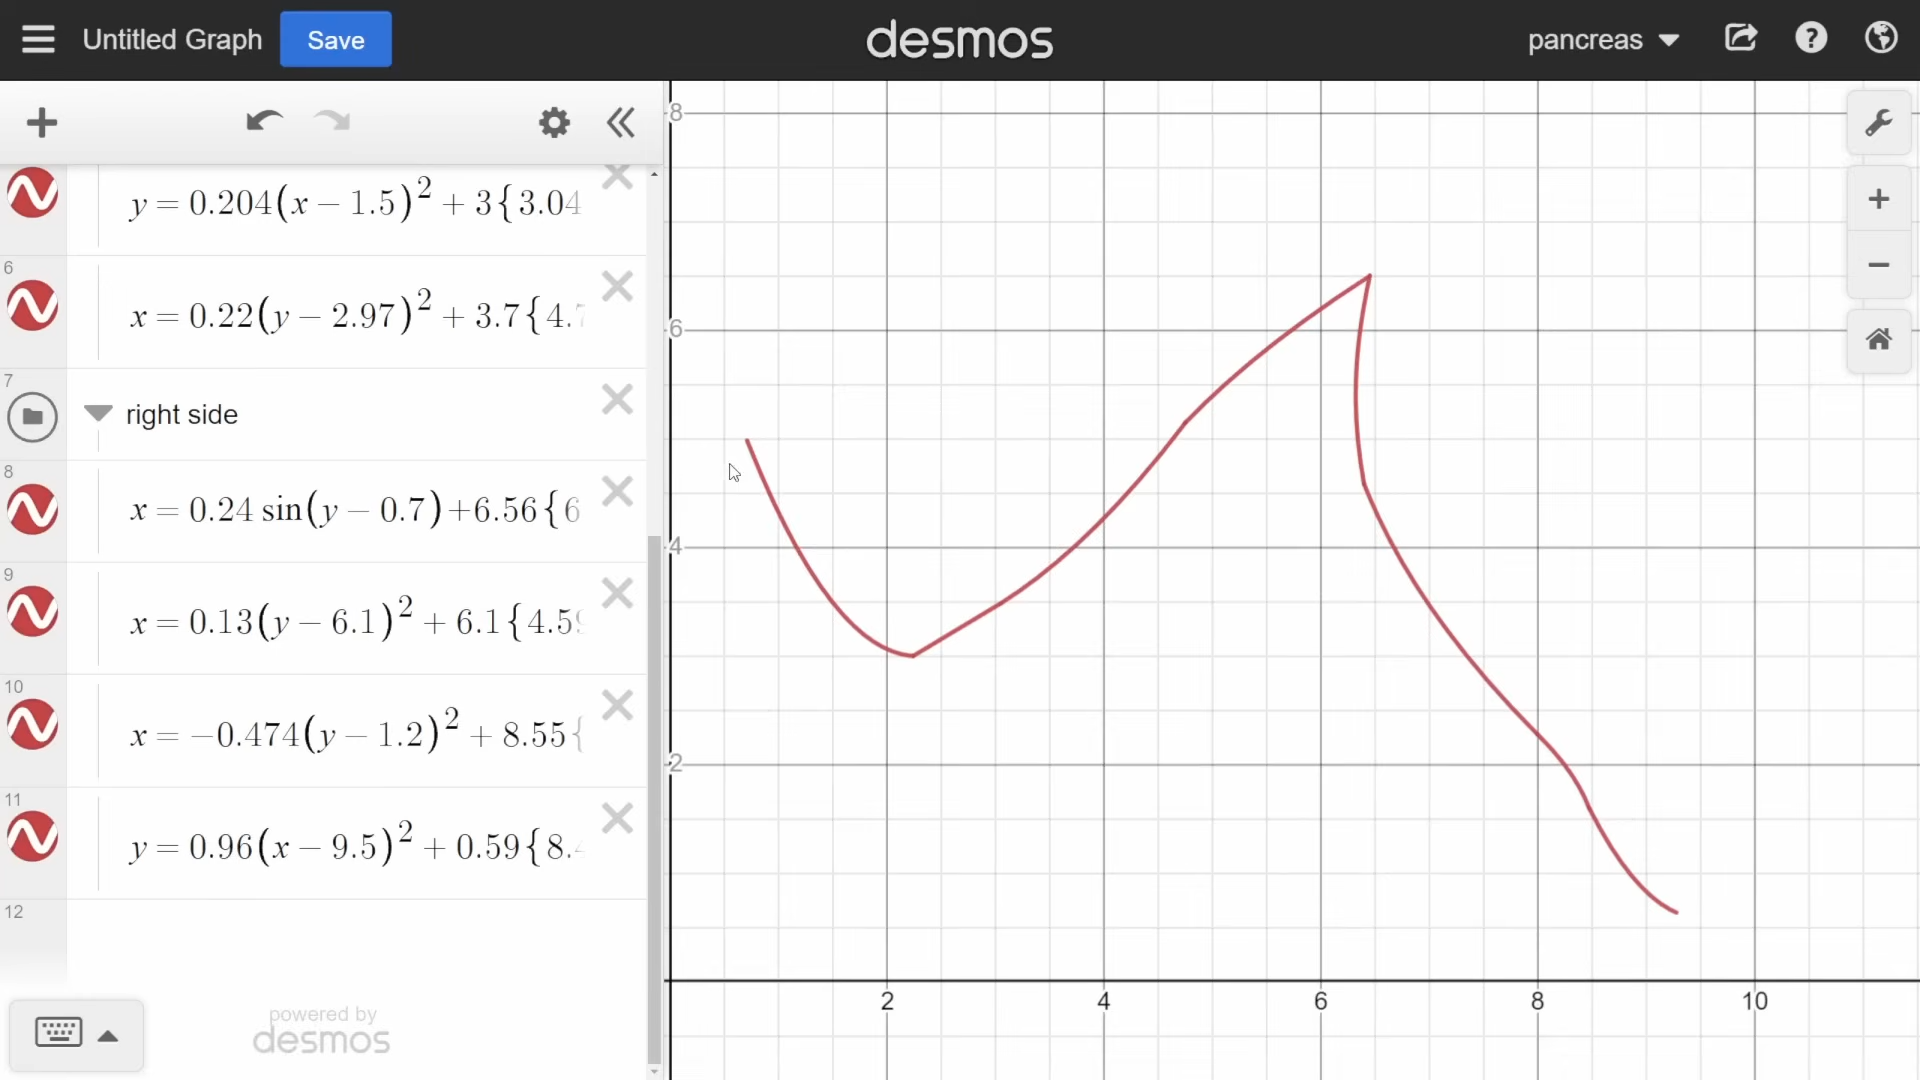 Untitled Graph Save desmos pancreas
y = 0.204(x − 1.5)² + 3{3.04
6
x = 0.22(y − 2.97)² + 3.7{4.7
7
right side
8
x = 0.24 sin(y − 0.7)+6.56{6
9
x = 0.13(y − 6.1)² + 6.1{4.59
10
x = −0.474(y − 1.2)² + 8.55{
11
y = 0.96(x − 9.5)² + 0.59{8.4
12
powered by
desmos
8
6
4
2
2 4 6 8 10